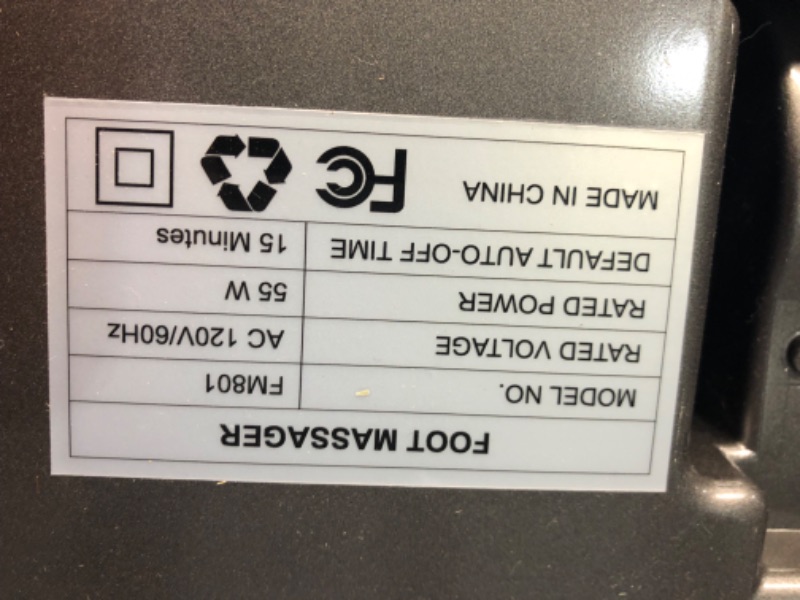 FOOT MASSAGER
MODEL NO. FM801
RATED VOLTAGE AC 120V/60Hz
RATED POWER 55 W
DEFAULT AUTO-OFF TIME 15 Minutes
MADE IN CHINA FC